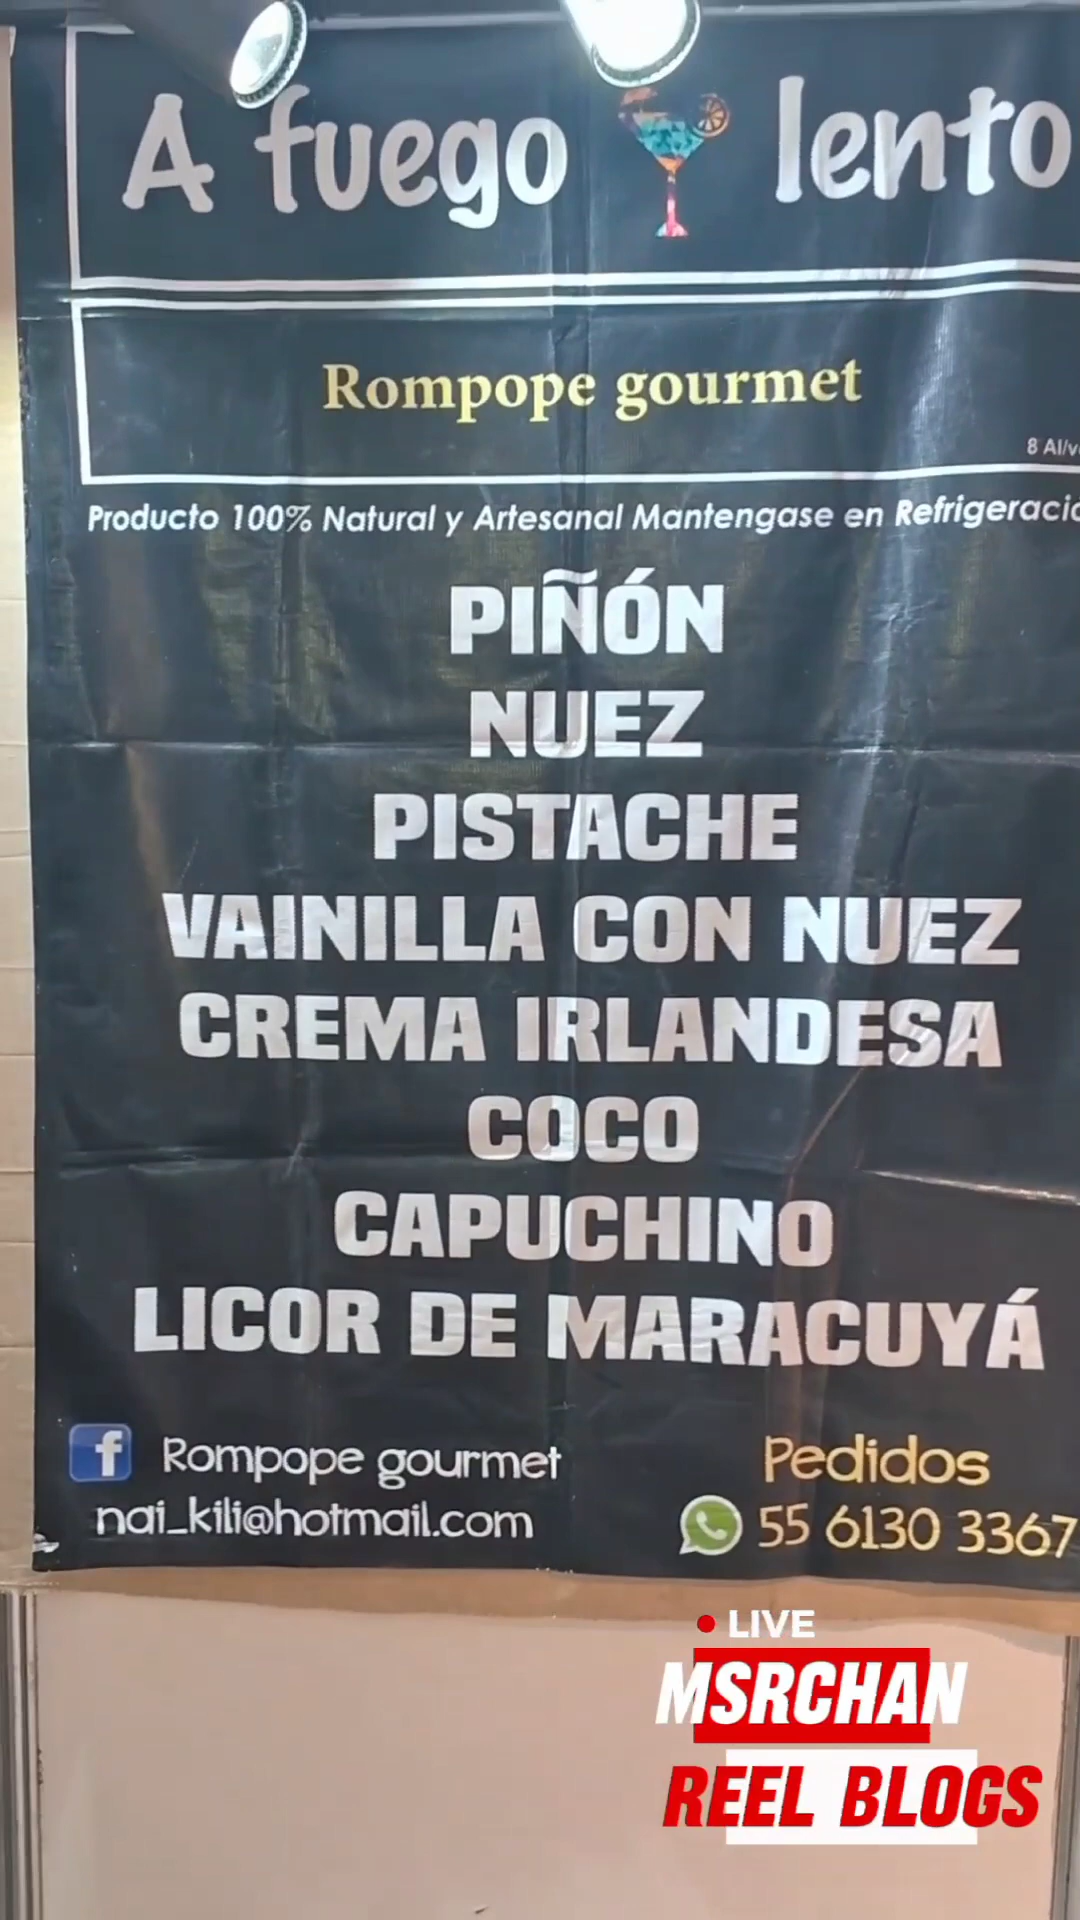 A fuego lento
Rompope gourmet
8 Al/v
Producto 100% Natural y Artesanal Mantengase en
PIÑÓN
NUEZ
PISTACHE
VAINILLA CON NUEZ
CREMA IRLANDESA
COCO
CAPUCHINO
LICOR DE MARACUYÁ
f Rompope gourmet
nai_kili@hotmail.com
Pedidos
55 6130 3367
LIVE
MSRCHAN
REEL BLOGS